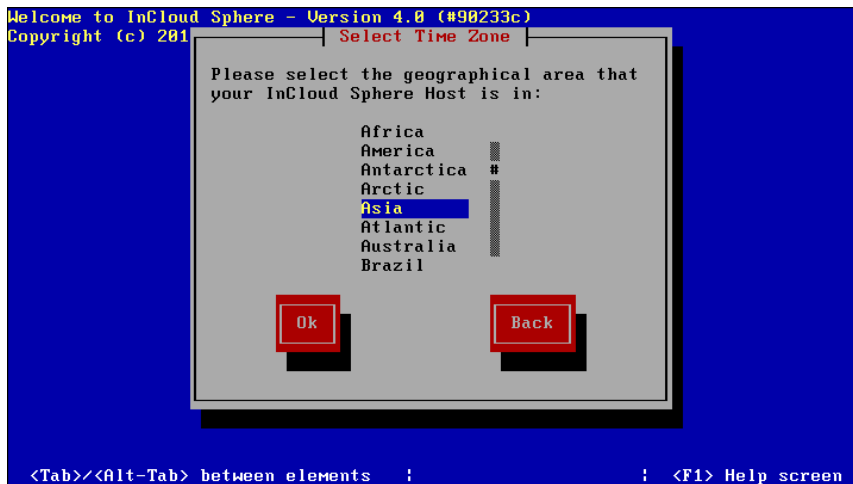 Welcome to InCloud Sphere - Version 4.0 (#90233c)
Copyright (c) 201
Select Time Zone
Please select the geographical area that
your InCloud Sphere Host is in:
Africa
America
Antarctica #
Arctic
Asia
Atlantic
Australia
Brazil
Ok Back
<Tab>/<Alt-Tab> between elements ¦ ¦ <F1> Help screen